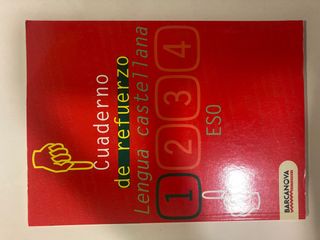 Cuaderno
de refuerzo
Lengua castellana
1 2 3 4
ESO
BARCANOVA